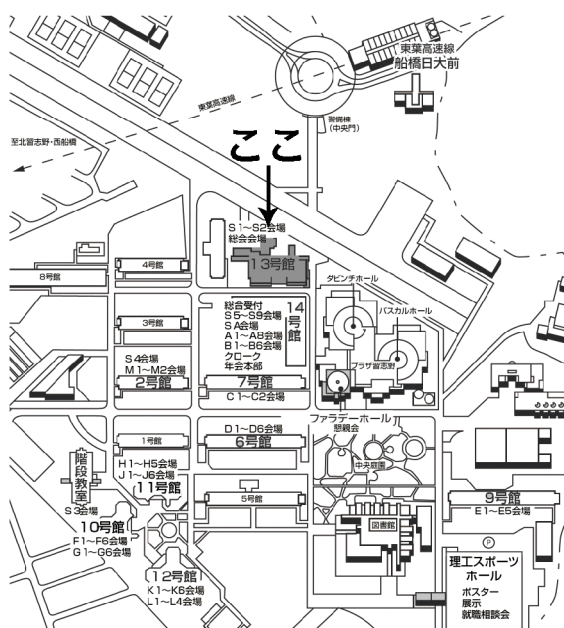 東葉高速線
船橋日大前
東葉高速線
警備棟
(中央門)
至北習志野・西船橋
ここ
S1〜S2会場
総会会場
13号館
4号館
8号館
ダビンチホール
総合受付
S5〜S9会場
SA会場
A1〜A8会場
B1〜B6会場
クローク
年会本部
14号館
パスカルホール
3号館
プラザ習志野
S4会場
M1〜M2会場
2号館
7号館
C1〜C2会場
ファラデーホール
懇親会
D1〜D6会場
6号館
1号館
中央庭園
階段教室
S3会場
H1〜H5会場
J1〜J6会場
11号館
5号館
9号館
E1〜E5会場
10号館
F1〜F6会場
G1〜G6会場
図書館
P
12号館
K1〜K6会場
L1〜L4会場
理工スポーツ
ホール
ポスター
展示
就職相談会